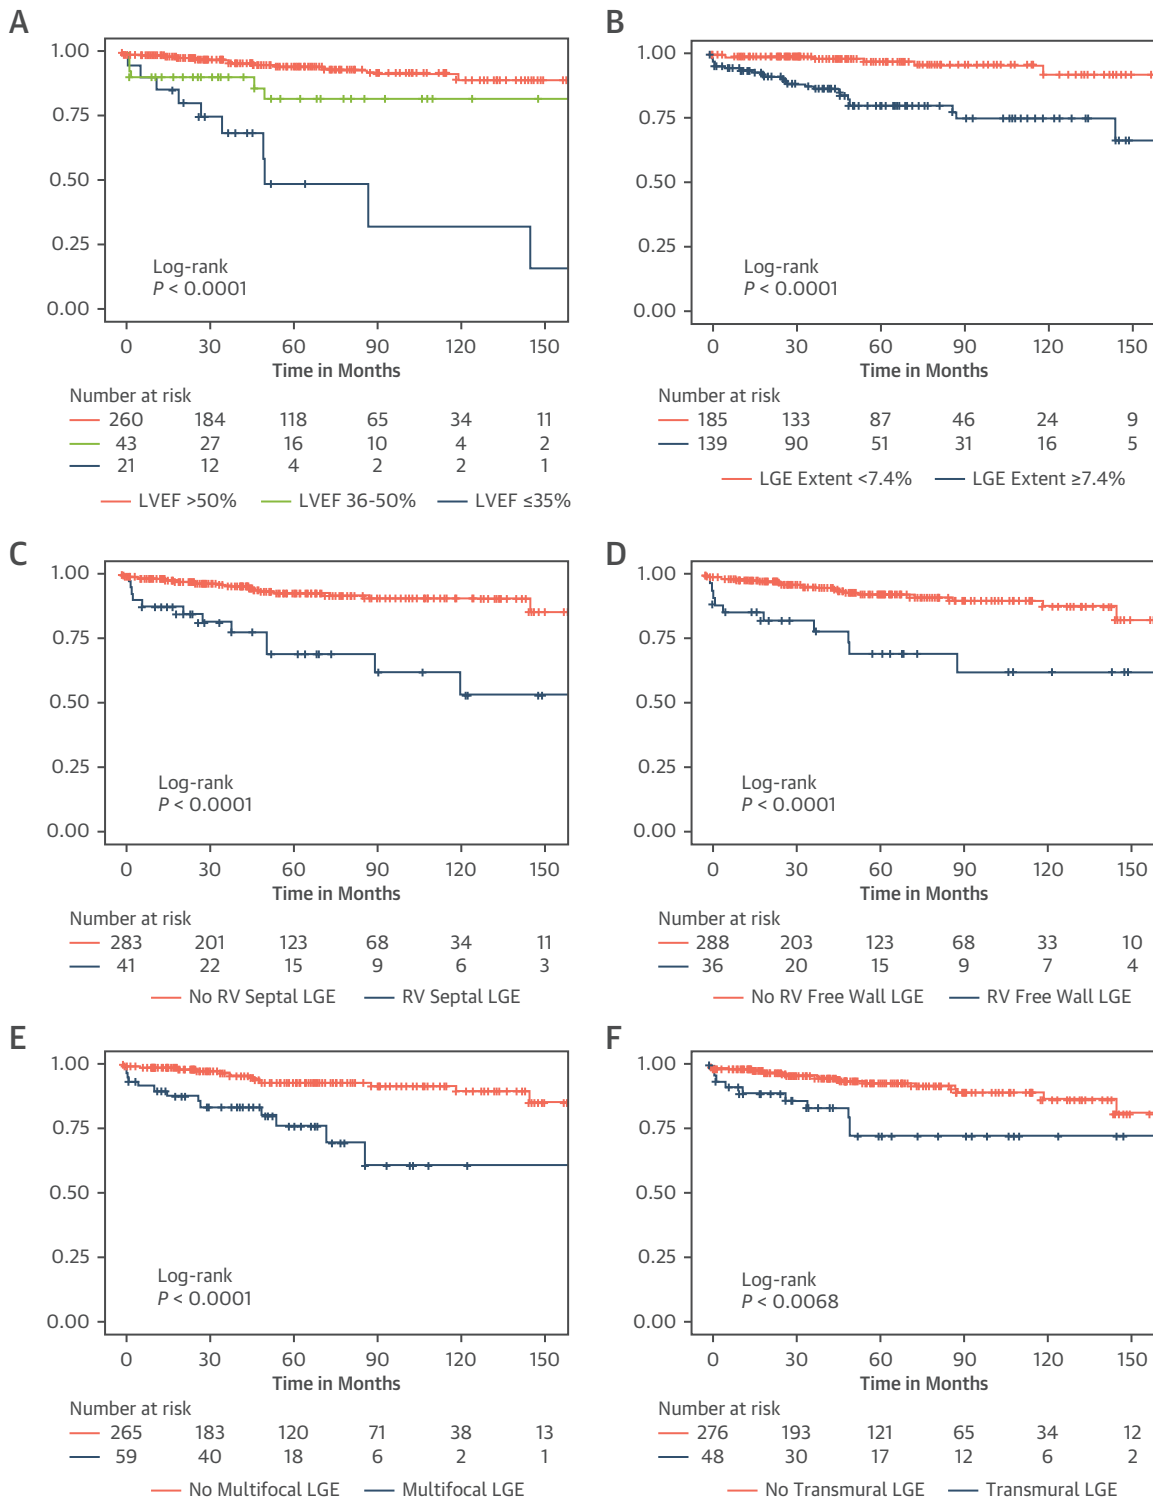 A
1.00
0.75
0.50
0.25
0.00
Log-rank
P < 0.0001
0 30 60 90 120 150
Time in Months
Number at risk
260 184 118 65 34 11
43 27 16 10 4 2
21 12 4 2 2 1
LVEF >50% LVEF 36-50% LVEF ≤35%
B
1.00
0.75
0.50
0.25
0.00
Log-rank
P < 0.0001
0 30 60 90 120 150
Time in Months
Number at risk
185 133 87 46 24 9
139 90 51 31 16 5
LGE Extent <7.4% LGE Extent ≥7.4%
C
1.00
0.75
0.50
0.25
0.00
Log-rank
P < 0.0001
0 30 60 90 120 150
Time in Months
Number at risk
283 201 123 68 34 11
41 22 15 9 6 3
No RV Septal LGE RV Septal LGE
D
1.00
0.75
0.50
0.25
0.00
Log-rank
P < 0.0001
0 30 60 90 120 150
Time in Months
Number at risk
288 203 123 68 33 10
36 20 15 9 7 4
No RV Free Wall LGE RV Free Wall LGE
E
1.00
0.75
0.50
0.25
0.00
Log-rank
P < 0.0001
0 30 60 90 120 150
Time in Months
Number at risk
265 183 120 71 38 13
59 40 18 6 2 1
No Multifocal LGE Multifocal LGE
F
1.00
0.75
0.50
0.25
0.00
Log-rank
P < 0.0068
0 30 60 90 120 150
Time in Months
Number at risk
276 193 121 65 34 12
48 30 17 12 6 2
No Transmural LGE Transmural LGE